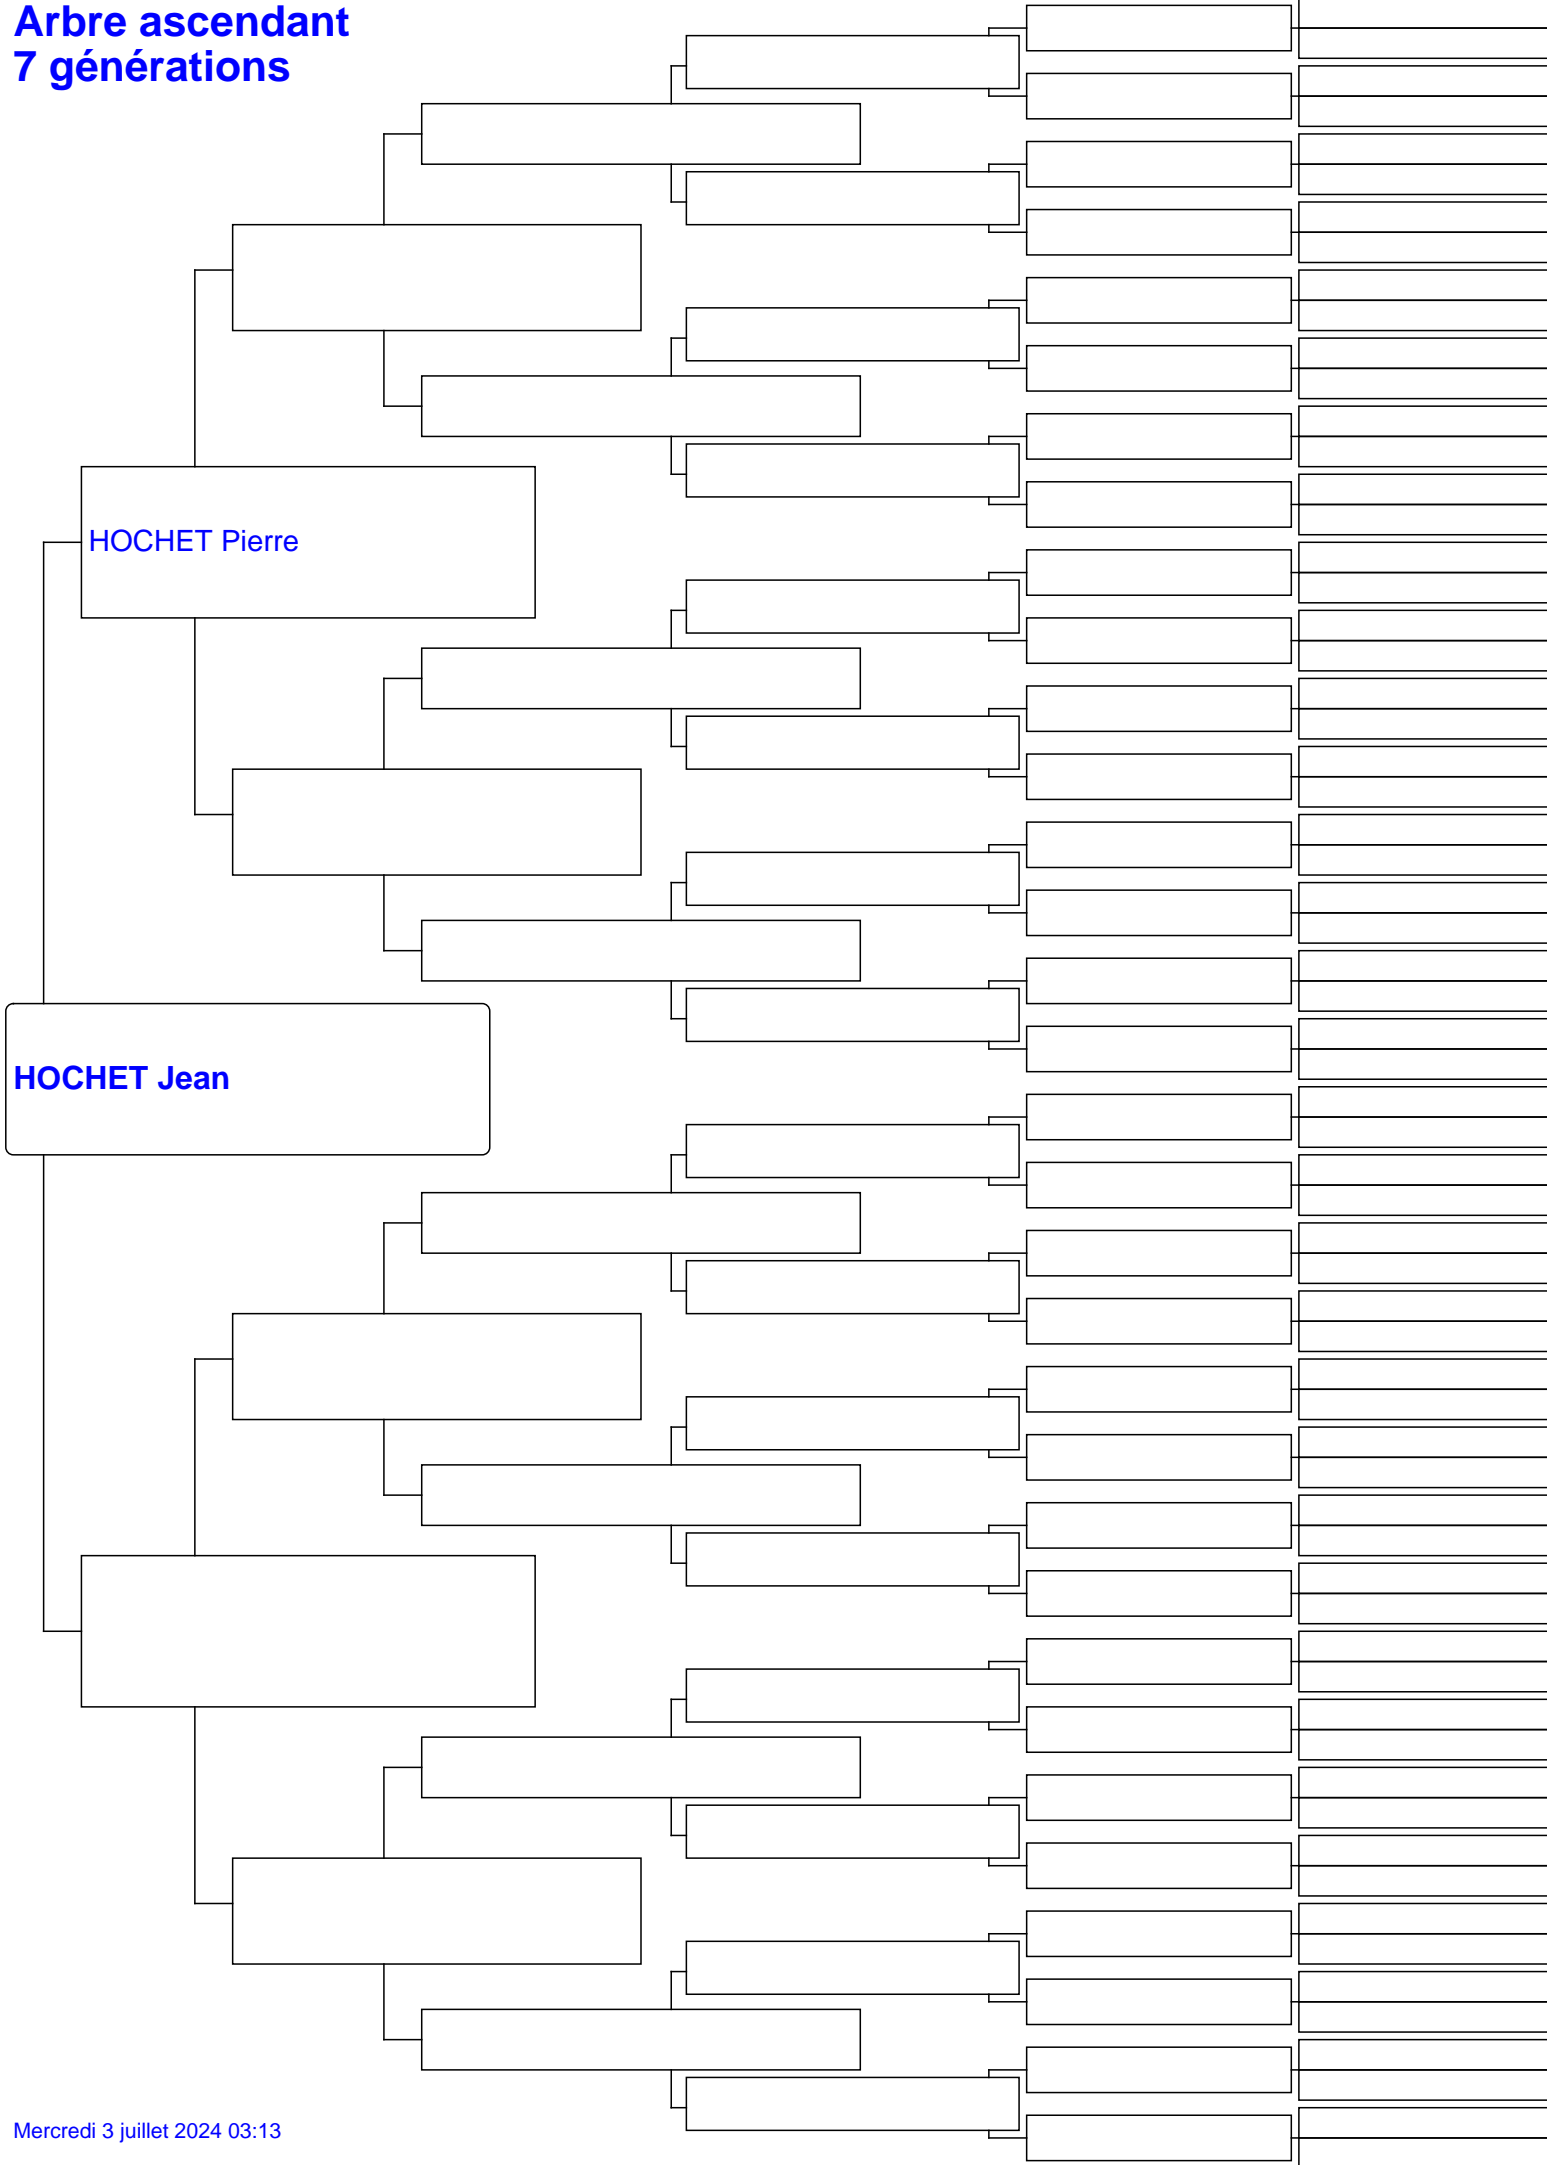 Arbre ascendant
7 générations
HOCHET Pierre
HOCHET Jean
Mercredi 3 juillet 2024 03:13